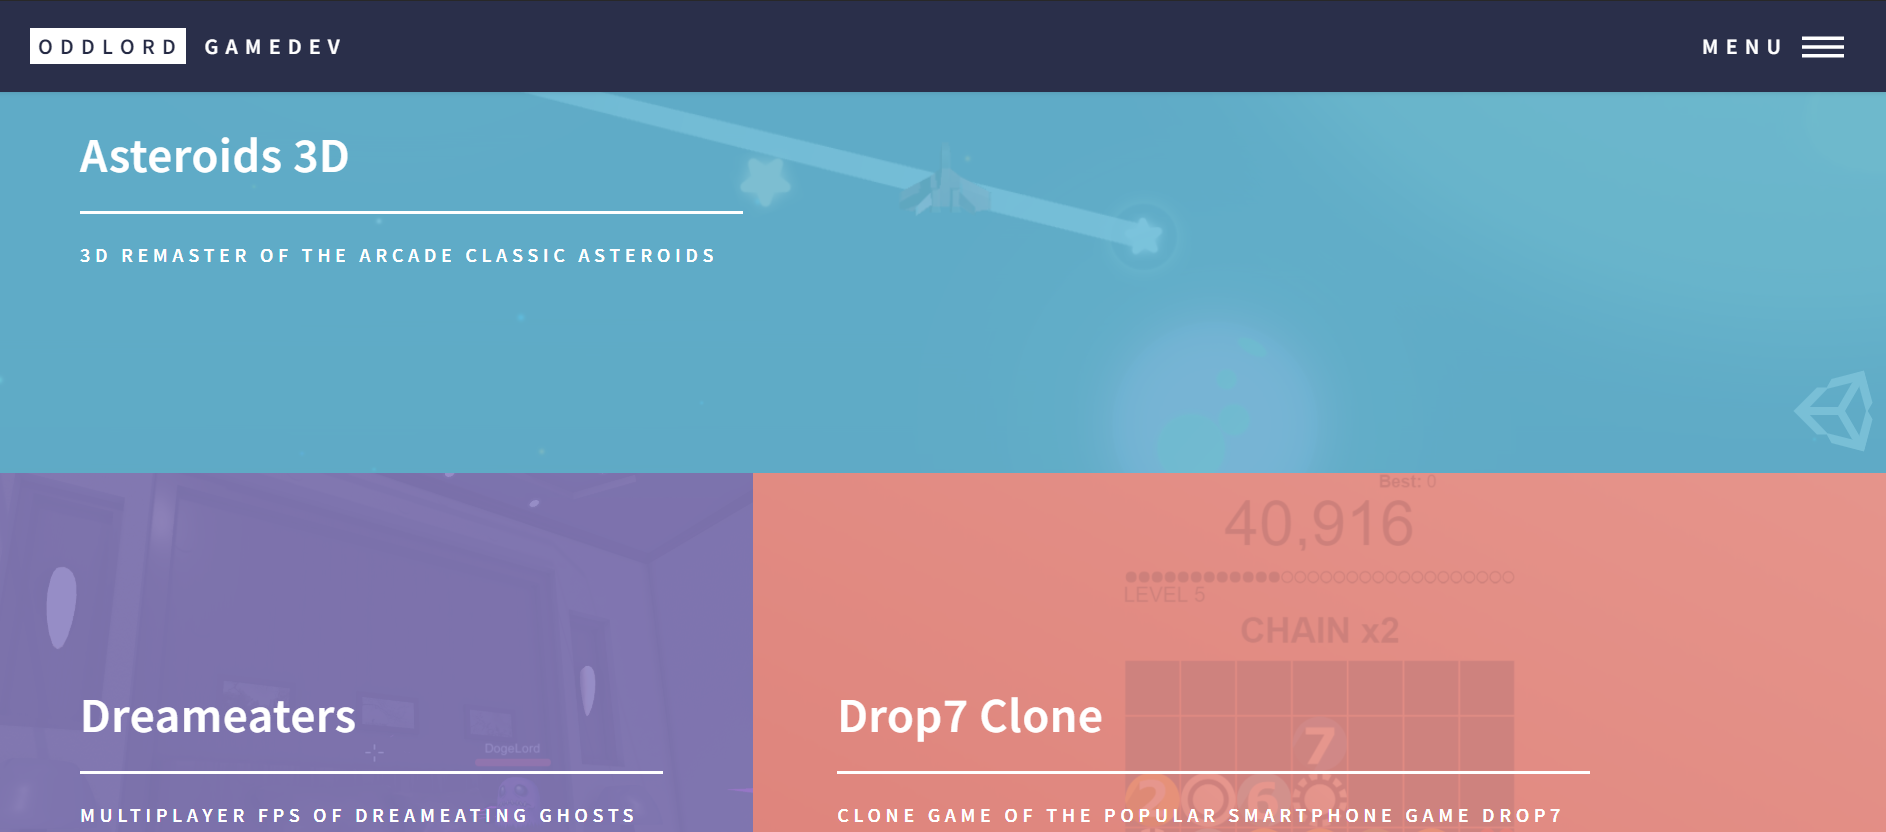 ODDLORD GAMEDEV
MENU
Asteroids 3D
3D REMASTER OF THE ARCADE CLASSIC ASTEROIDS
Best: 0
40,916
LEVEL 5
CHAIN x2
Dreameaters
Drop7 Clone
7
DogeLord
2 6
MULTIPLAYER FPS OF DREAMEATING GHOSTS
CLONE GAME OF THE POPULAR SMARTPHONE GAME DROP7